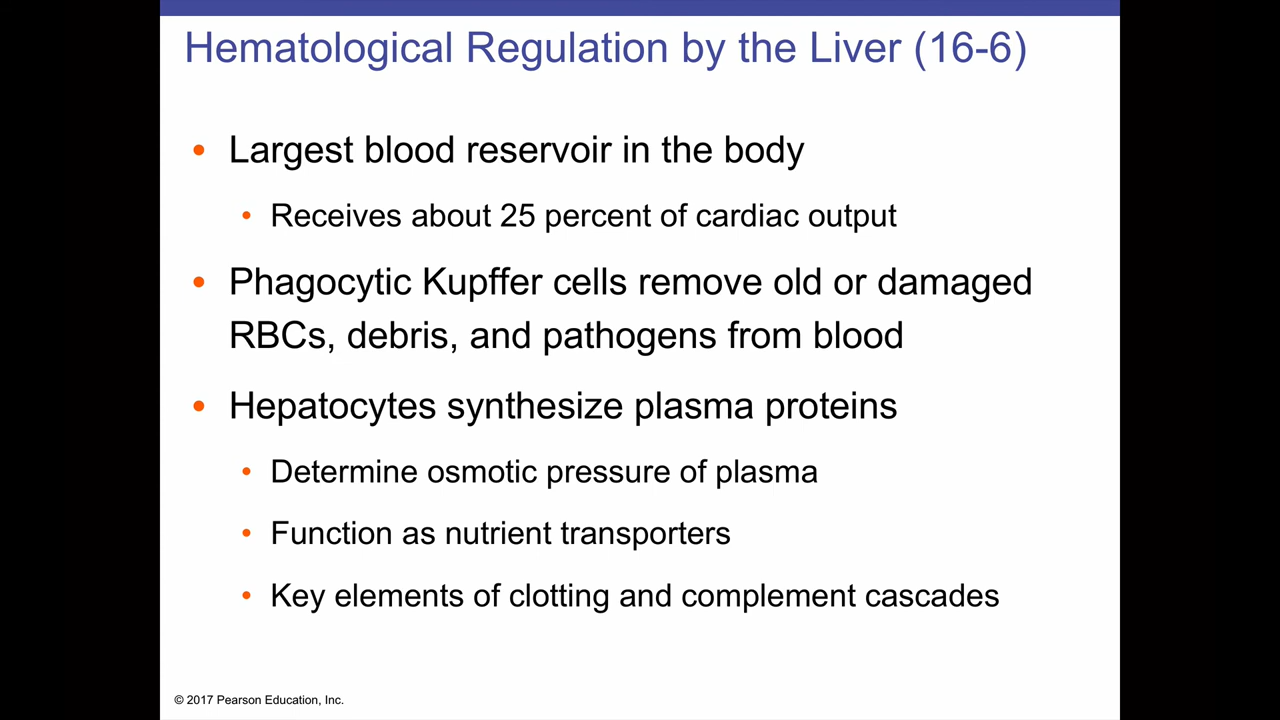 Hematological Regulation by the Liver (16-6)
• Largest blood reservoir in the body
• Receives about 25 percent of cardiac output
• Phagocytic Kupffer cells remove old or damaged
RBCs, debris, and pathogens from blood
• Hepatocytes synthesize plasma proteins
• Determine osmotic pressure of plasma
• Function as nutrient transporters
• Key elements of clotting and complement cascades
© 2017 Pearson Education, Inc.